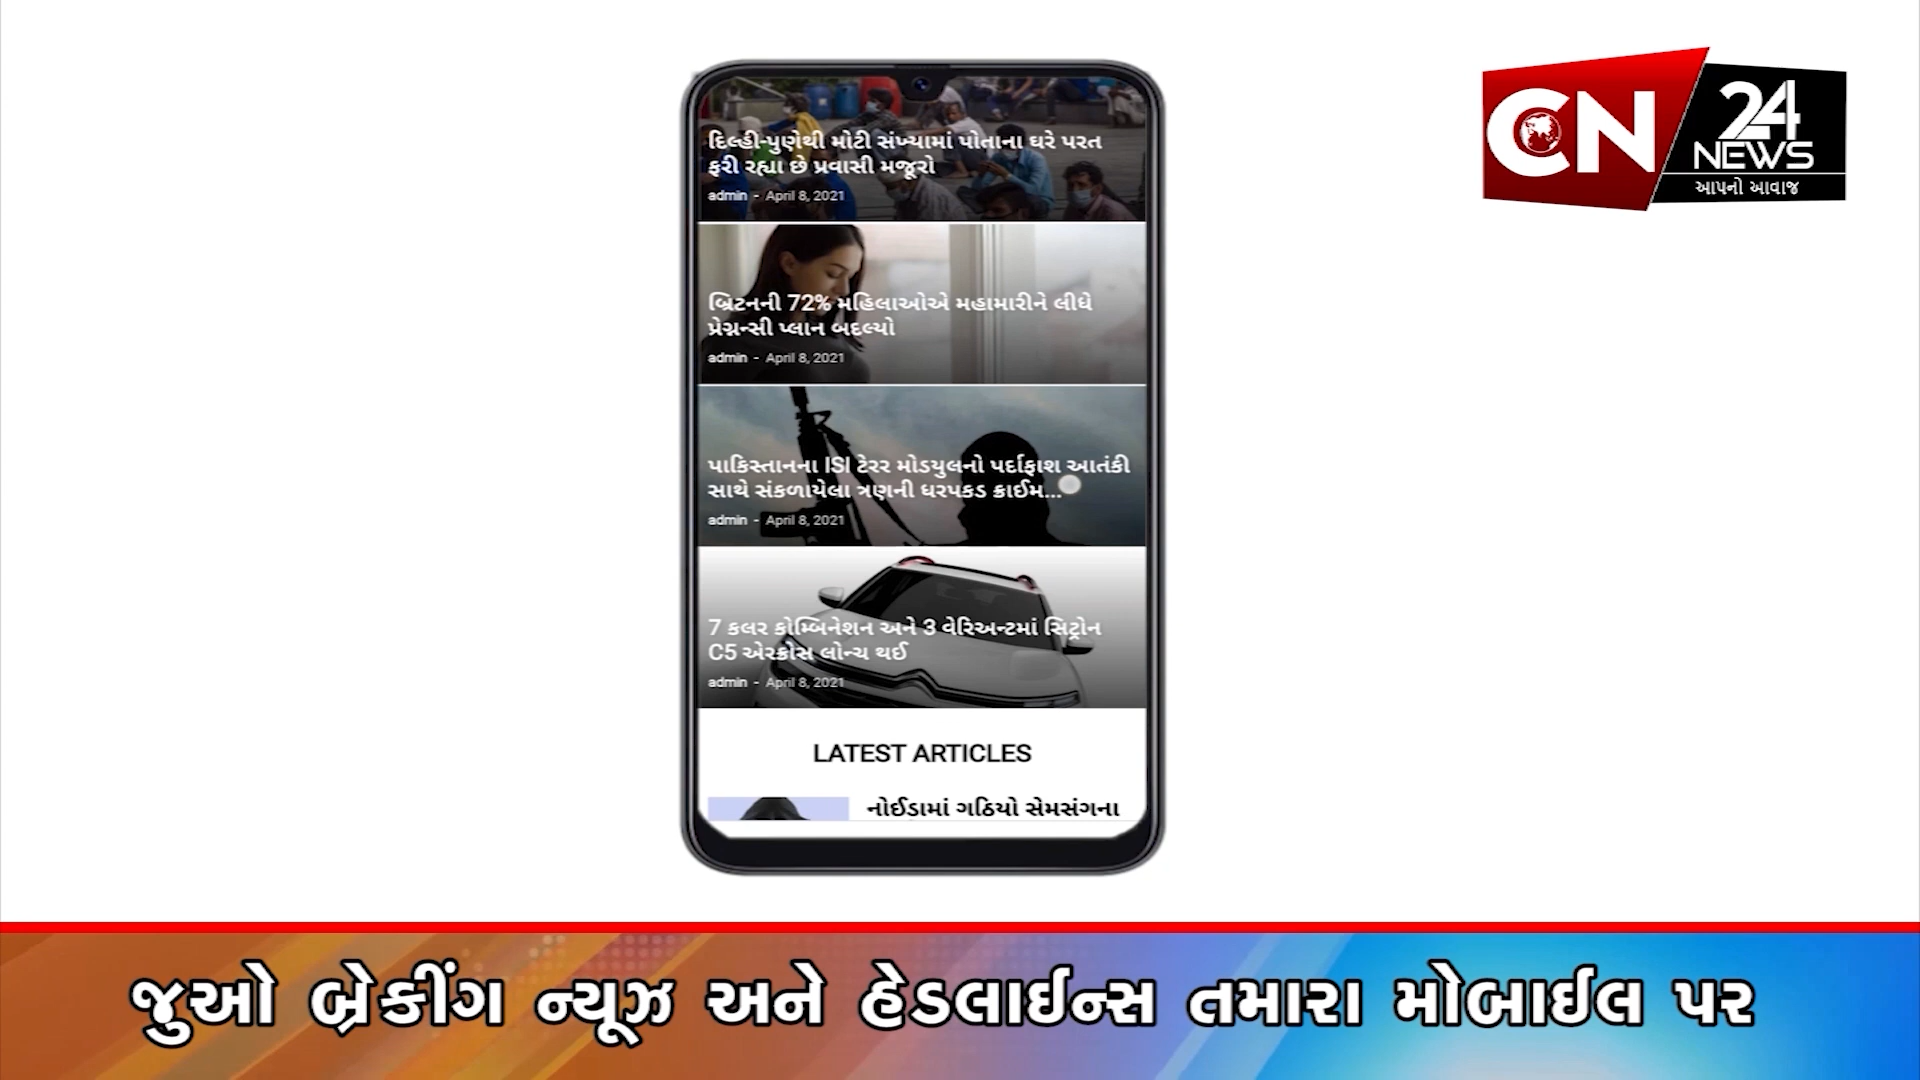 દિલ્હી-પુણેથી મોટી સંખ્યામાં પોતાના ઘરે પરત
ફરી રહ્યા છે પ્રવાસી મજૂરો
admin - April 8, 2021
બ્રિટનની 72% મહિલાઓએ મહામારીને લીધે
પ્રેગ્નન્સી પ્લાન બદલ્યો
admin - April 8, 2021
પાકિસ્તાનના ISI ટેરર મોડયુલનો પર્દાફાશ આતંકી
સાથે સંકળાયેલા ત્રણની ધરપકડ ક્રાઈમ...
admin - April 8, 2021
7 કલર કોમ્બિનેશન અને 3 વેરિઅન્ટમાં સિટ્રોન
C5 એરક્રોસ લોન્ચ થઈ
admin - April 8, 2021
LATEST ARTICLES
નોઈડામાં ગઠિયો સેમસંગના
CN 24
NEWS
આપનો આવાજ
જુઓ બ્રેકીંગ ન્યૂઝ અને હેડલાઈન્સ તમારા મોબાઈલ પર